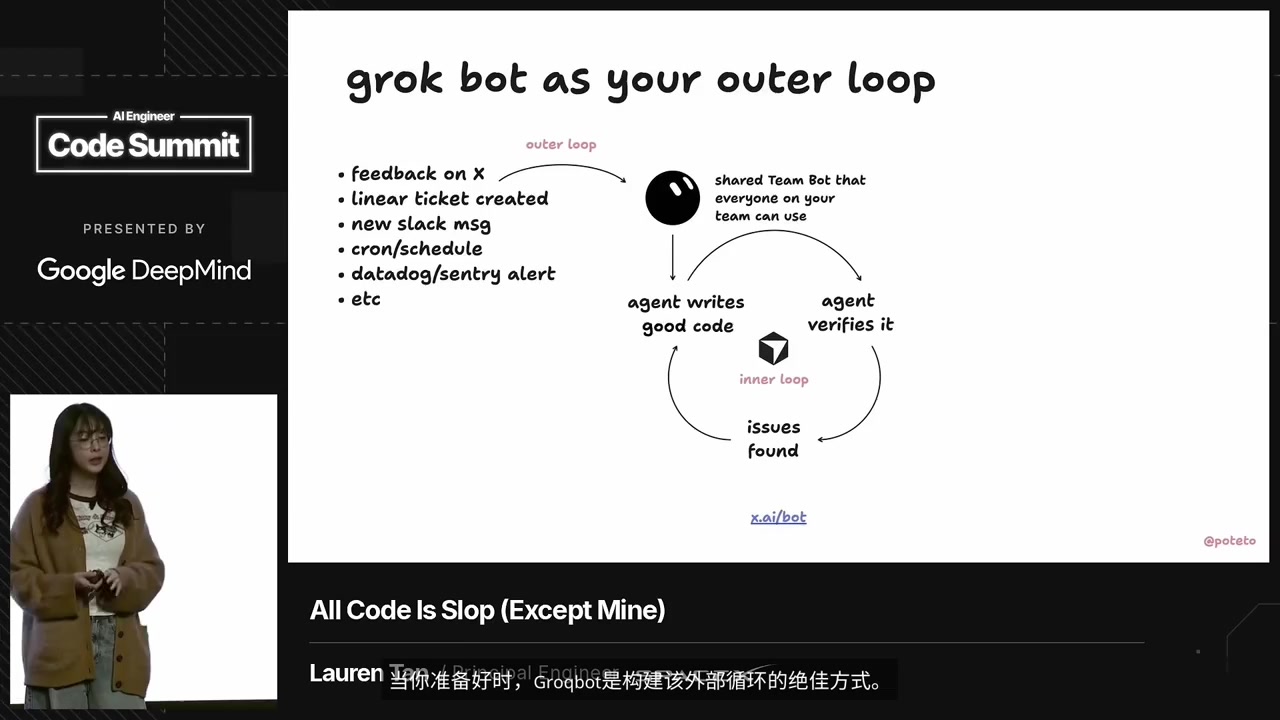 AI Engineer
Code Summit
PRESENTED BY
Google DeepMind
grok bot as your outer loop
outer loop
• feedback on X
• linear ticket created
• new slack msg
• cron/schedule
• datadog/sentry alert
• etc
shared Team Bot that
everyone on your
team can use
agent writes
good code
agent
verifies it
inner loop
issues
found
x.ai/bot
@poteto
All Code Is Slop (Except Mine)
Lauren Tan / Principal Engineer
当你准备好时，Groqbot是构建该外部循环的绝佳方式。